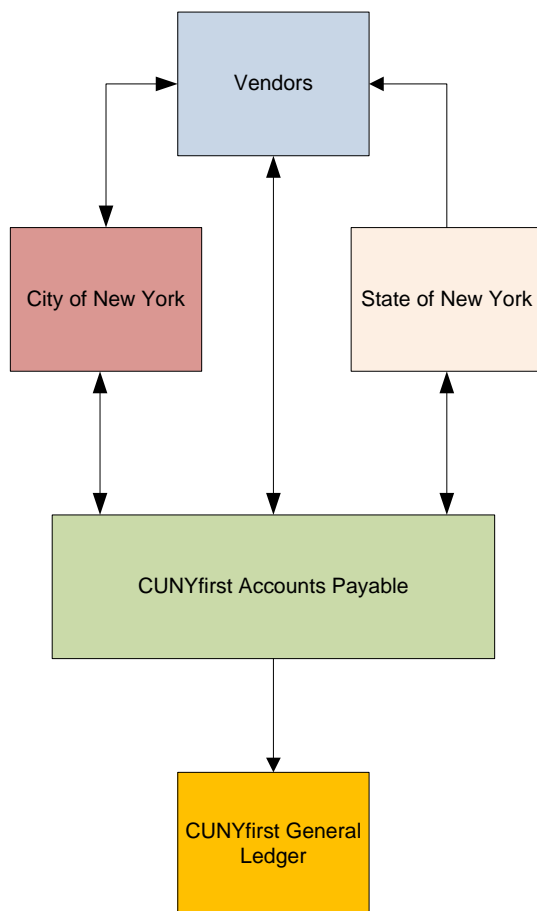 Vendors
City of New York
State of New York
CUNYfirst Accounts Payable
CUNYfirst General
Ledger